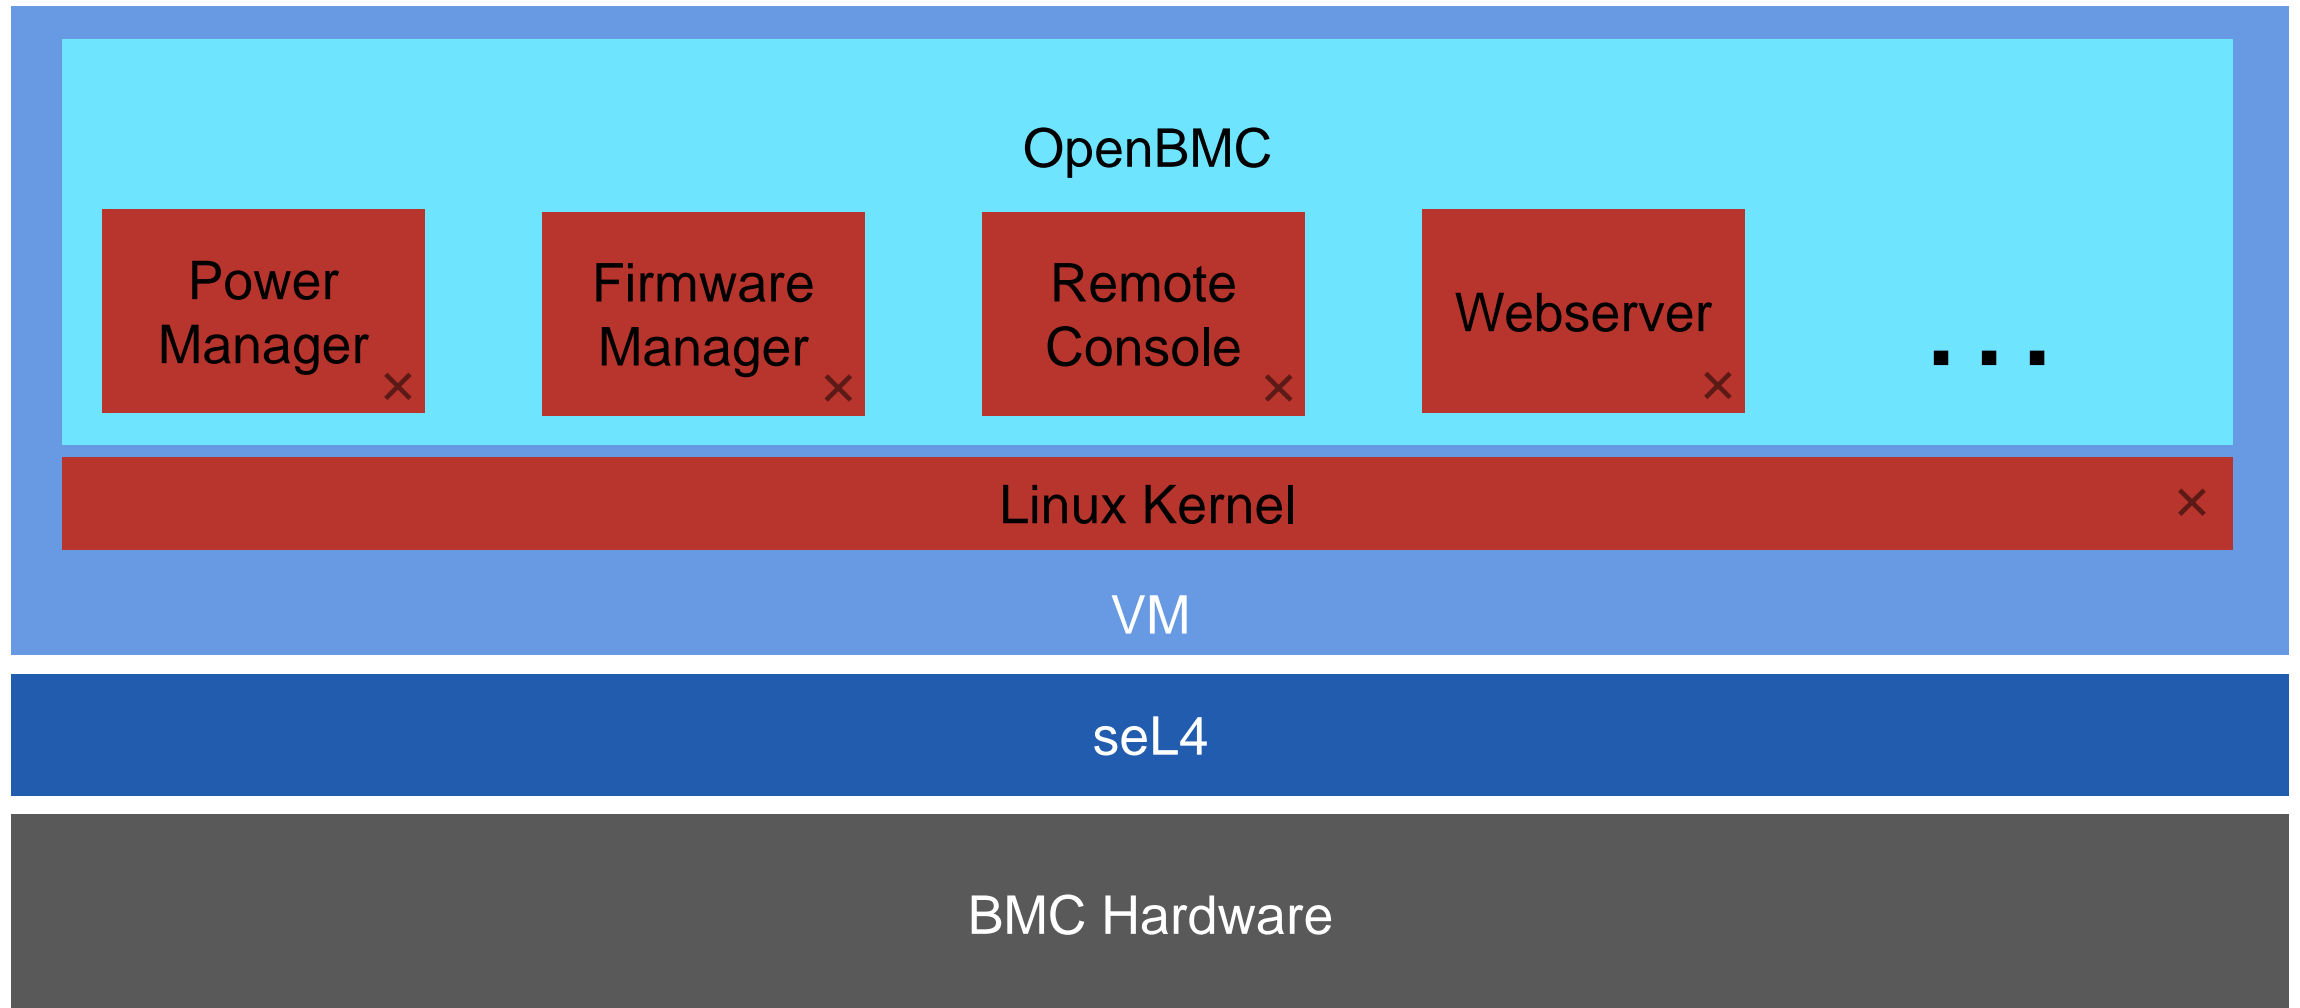 OpenBMC
Power
Manager
Firmware
Manager
Remote
Console
Webserver
...
Linux Kernel
VM
seL4
BMC Hardware